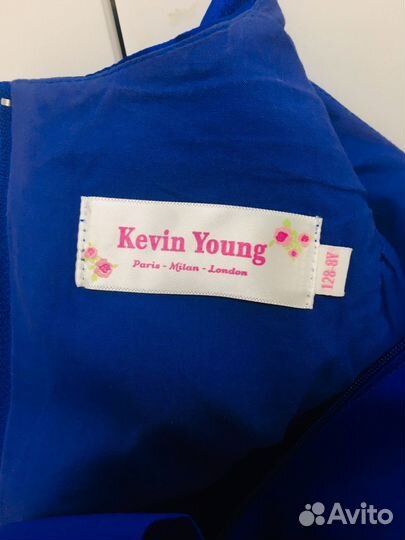 Kevin Young
Paris - Milan - London
128-8Y
Avito